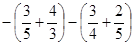 −(3/5 + 4/3) − (3/4 + 2/5)